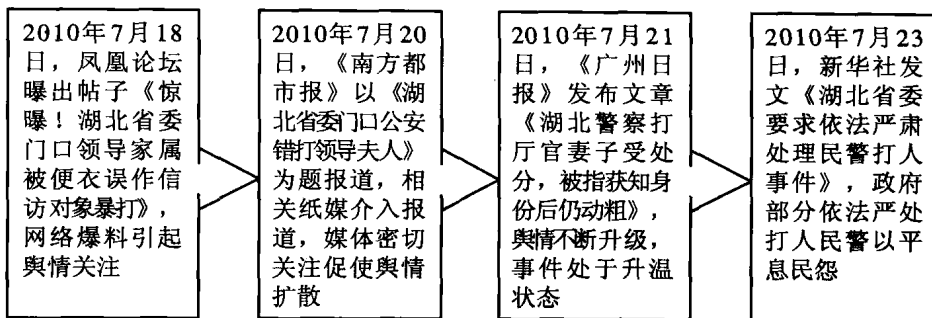 2010年7月18
日，凤凰论坛
曝出帖子《惊
曝！湖北省委
门口领导家属
被便衣误作信
访对象暴打》，
网络爆料引起
舆情关注
2010年7月20
日，《南方都
市报》以《湖
北省委门口公安
错打领导夫人》
为题报道，相
关纸媒介入报
道，媒体密切
关注促使舆情
扩散
2010年7月21
日，《广州日
报》发布文章
《湖北警察打
厅官妻子受处
分，被指获知身
份后仍动粗》，
舆情不断升级，
事件处于升温
状态
2010年7月23
日，新华社发
文《湖北省委
要求依法严肃
处理民警打人
事件》，政府
部分依法严处
打人民警以平
息民怨